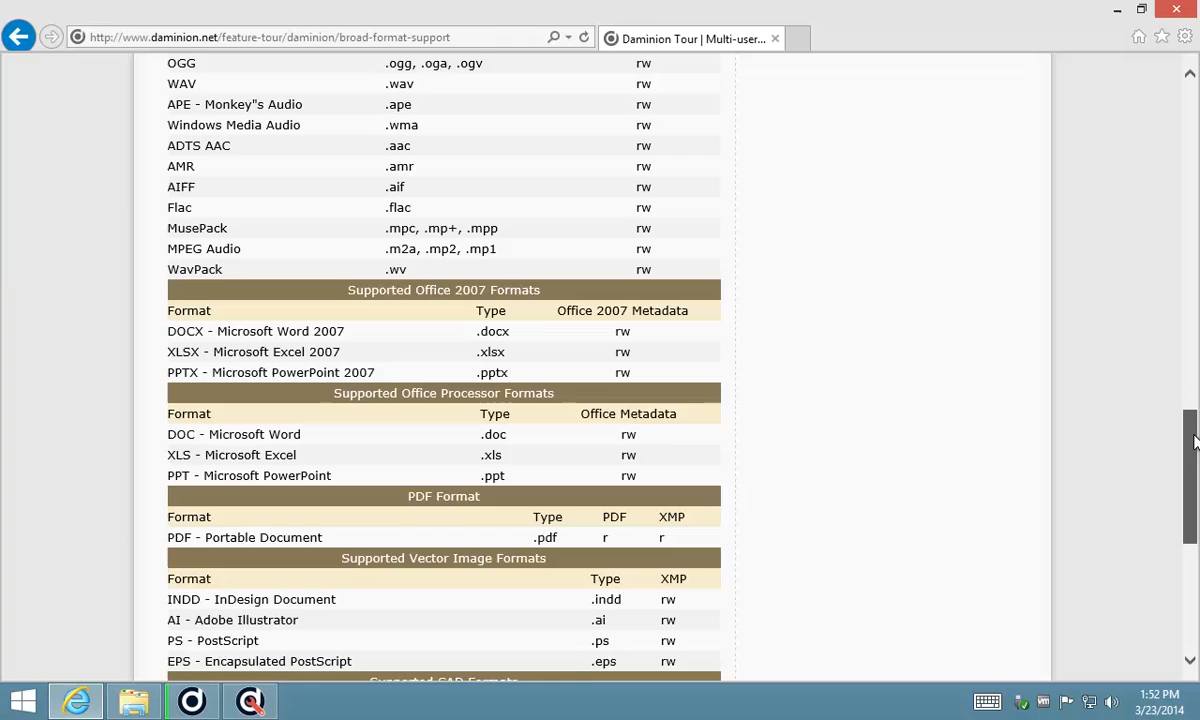 http://www.daminion.net/feature-tour/daminion/broad-format-support
Daminion Tour | Multi-user...
OGG .ogg, .oga, .ogv rw
WAV .wav rw
APE - Monkey"s Audio .ape rw
Windows Media Audio .wma rw
ADTS AAC .aac rw
AMR .amr rw
AIFF .aif rw
Flac .flac rw
MusePack .mpc, .mp+, .mpp rw
MPEG Audio .m2a, .mp2, .mp1 rw
WavPack .wv rw
Supported Office 2007 Formats
Format Type Office 2007 Metadata
DOCX - Microsoft Word 2007 .docx rw
XLSX - Microsoft Excel 2007 .xlsx rw
PPTX - Microsoft PowerPoint 2007 .pptx rw
Supported Office Processor Formats
Format Type Office Metadata
DOC - Microsoft Word .doc rw
XLS - Microsoft Excel .xls rw
PPT - Microsoft PowerPoint .ppt rw
PDF Format
Format Type PDF XMP
PDF - Portable Document .pdf r r
Supported Vector Image Formats
Format Type XMP
INDD - InDesign Document .indd rw
AI - Adobe Illustrator .ai rw
PS - PostScript .ps rw
EPS - Encapsulated PostScript .eps rw
Supported CAD Formats
1:52 PM
3/23/2014